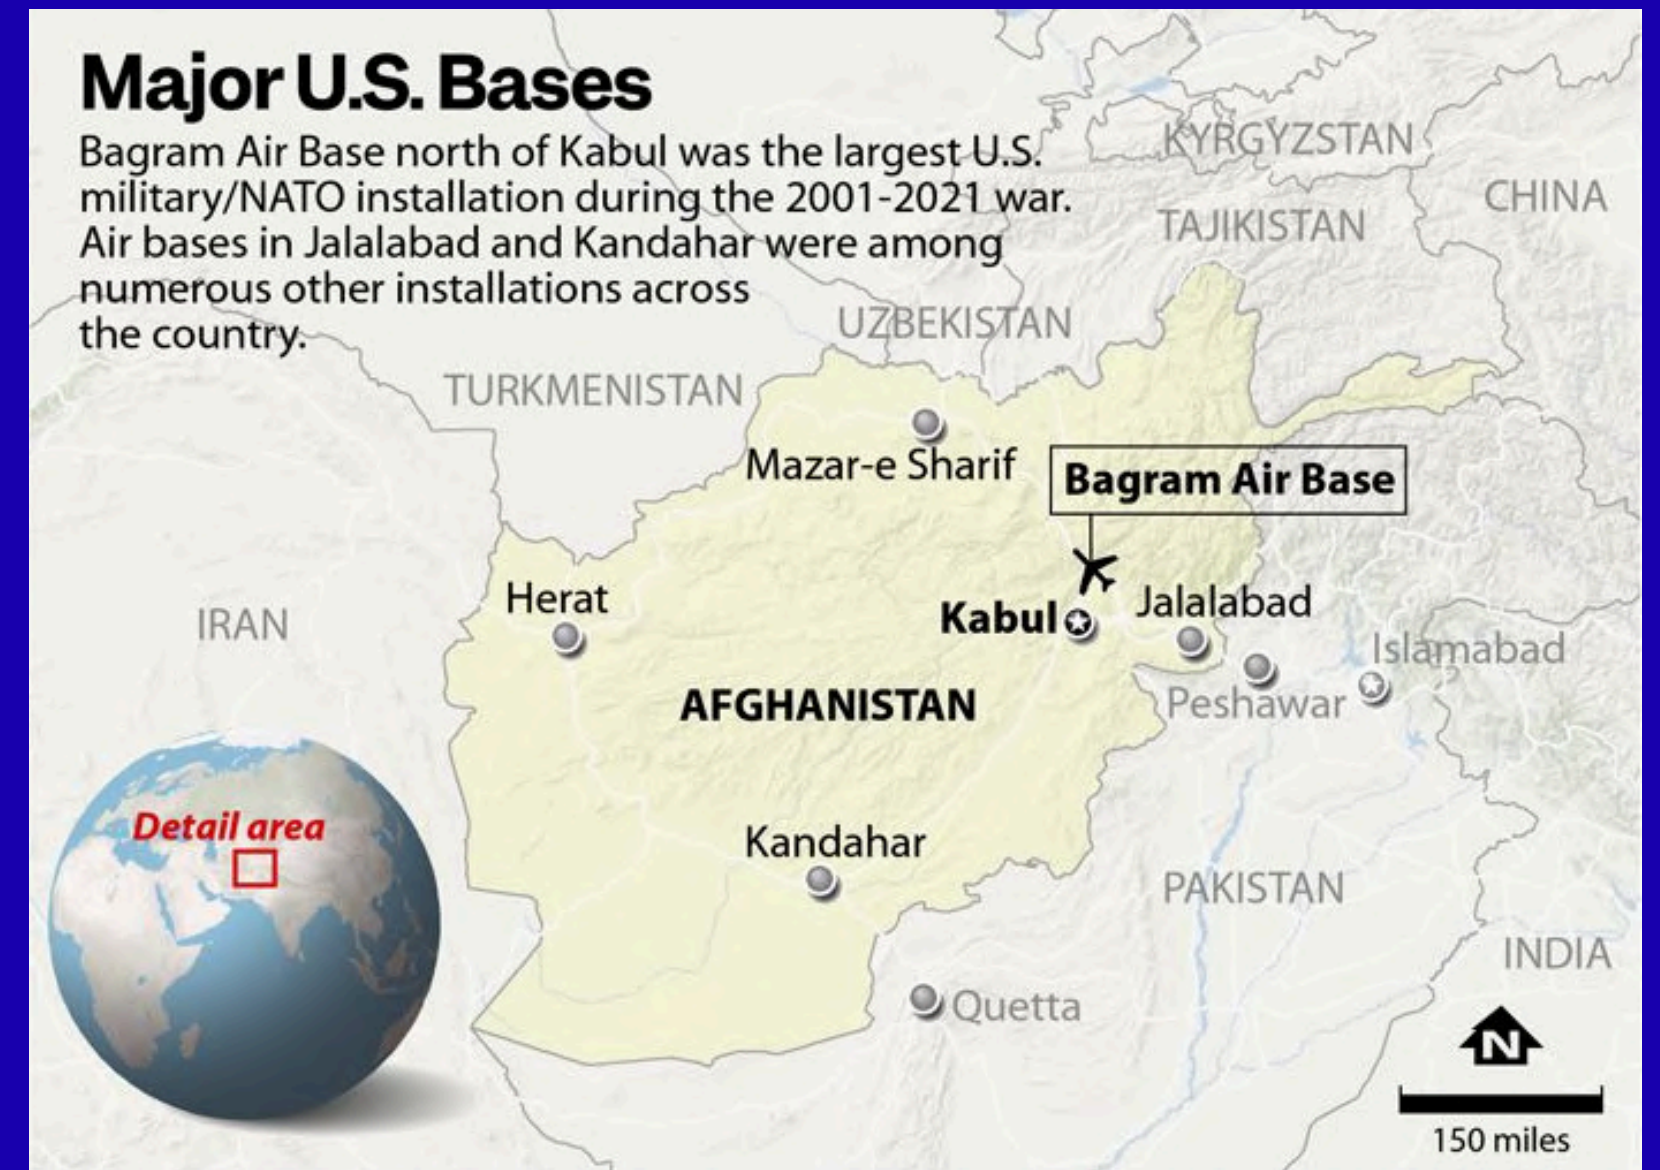 Major U.S. Bases
Bagram Air Base north of Kabul was the largest U.S.
military/NATO installation during the 2001-2021 war.
Air bases in Jalalabad and Kandahar were among
numerous other installations across
the country.
KYRGYZSTAN
CHINA
TAJIKISTAN
UZBEKISTAN
TURKMENISTAN
Mazar-e Sharif
Bagram Air Base
Herat
Kabul
Jalalabad
IRAN
Islamabad
AFGHANISTAN
Peshawar
Detail area
Kandahar
PAKISTAN
INDIA
Quetta
N
150 miles